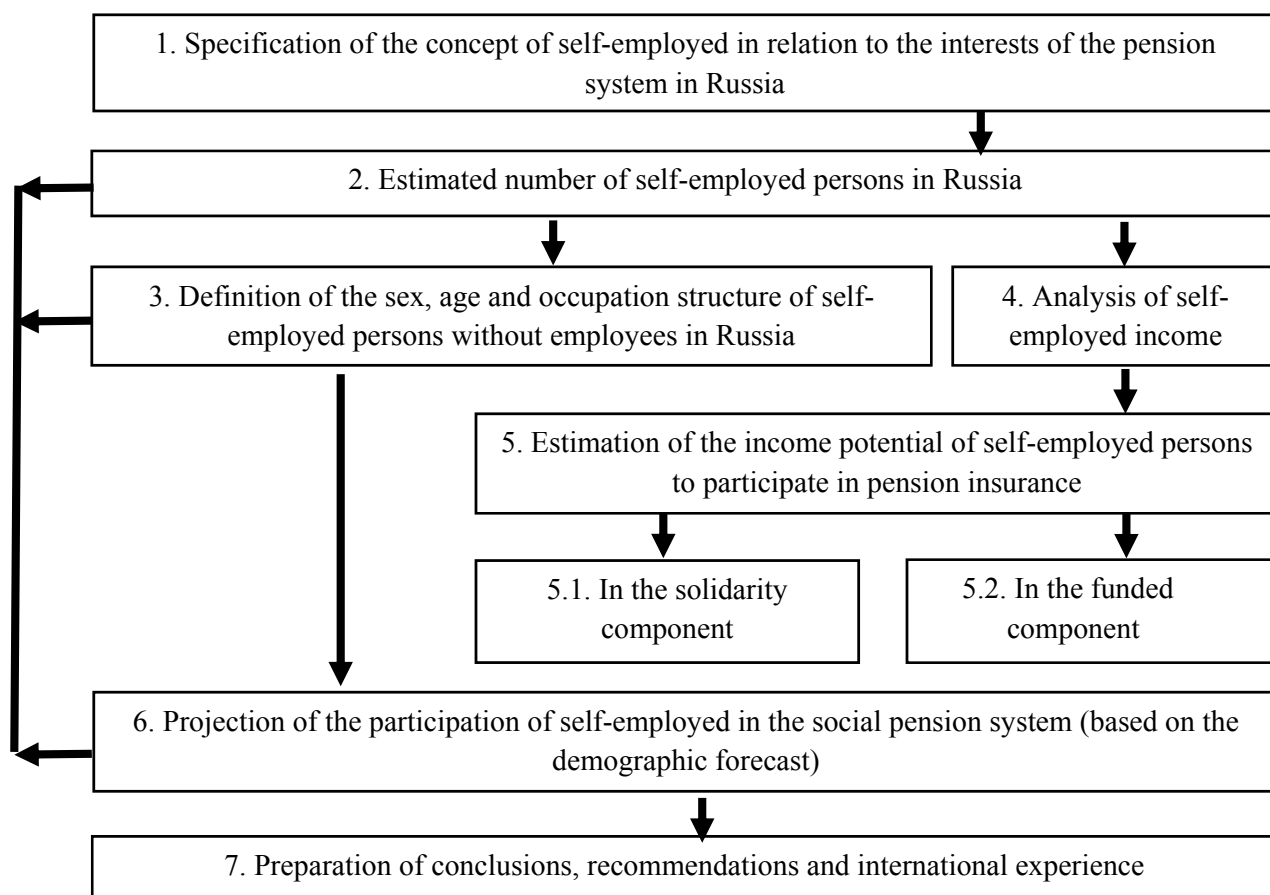 1. Specification of the concept of self-employed in relation to the interests of the pension
system in Russia
2. Estimated number of self-employed persons in Russia
3. Definition of the sex, age and occupation structure of self-
employed persons without employees in Russia
4. Analysis of self-
employed income
5. Estimation of the income potential of self-employed persons
to participate in pension insurance
5.1. In the solidarity
component
5.2. In the funded
component
6. Projection of the participation of self-employed in the social pension system (based on the
demographic forecast)
7. Preparation of conclusions, recommendations and international experience